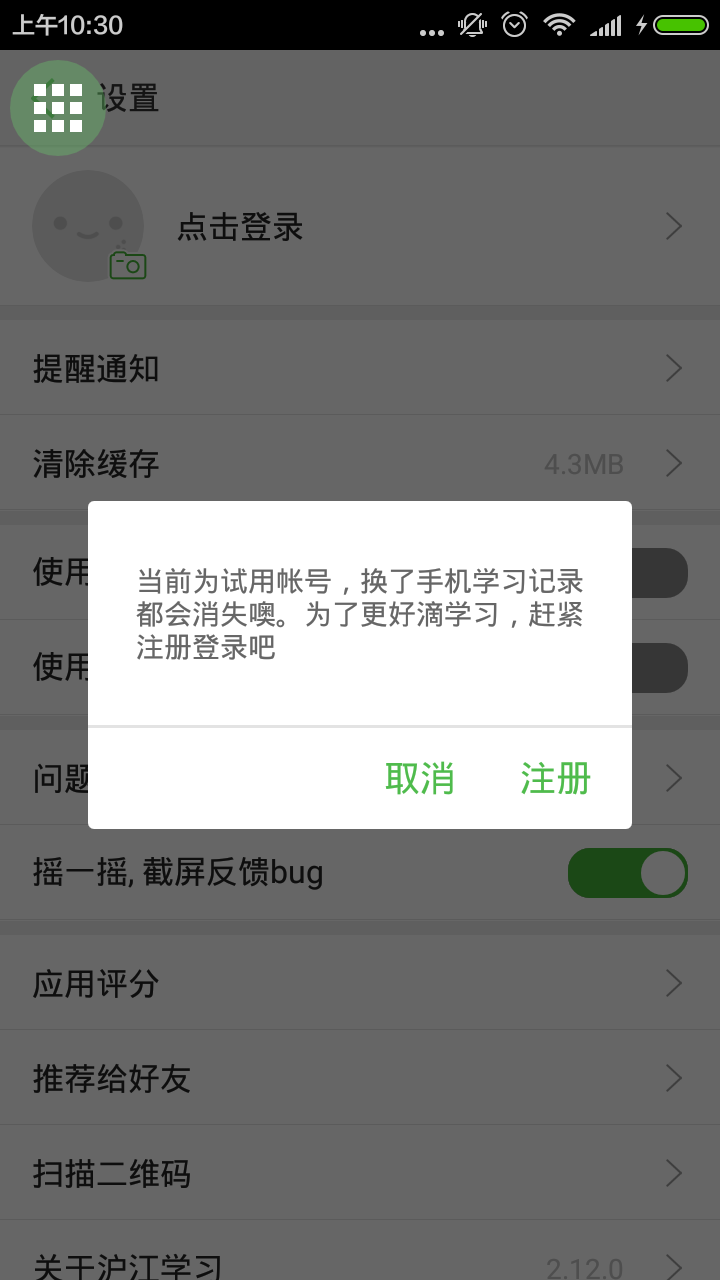 上午10:30
设置
点击登录
提醒通知
清除缓存 4.3MB
使用
使用
当前为试用帐号，换了手机学习记录
都会消失噢。为了更好滴学习，赶紧
注册登录吧
取消 注册
问题
摇一摇, 截屏反馈bug
应用评分
推荐给好友
扫描二维码
关于沪江学习 2.12.0